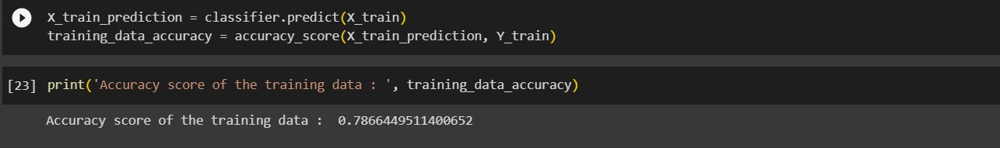 X_train_prediction = classifier.predict(X_train)
training_data_accuracy = accuracy_score(X_train_prediction, Y_train)
[23] print('Accuracy score of the training data : ', training_data_accuracy)
Accuracy score of the training data :  0.7866449511400652